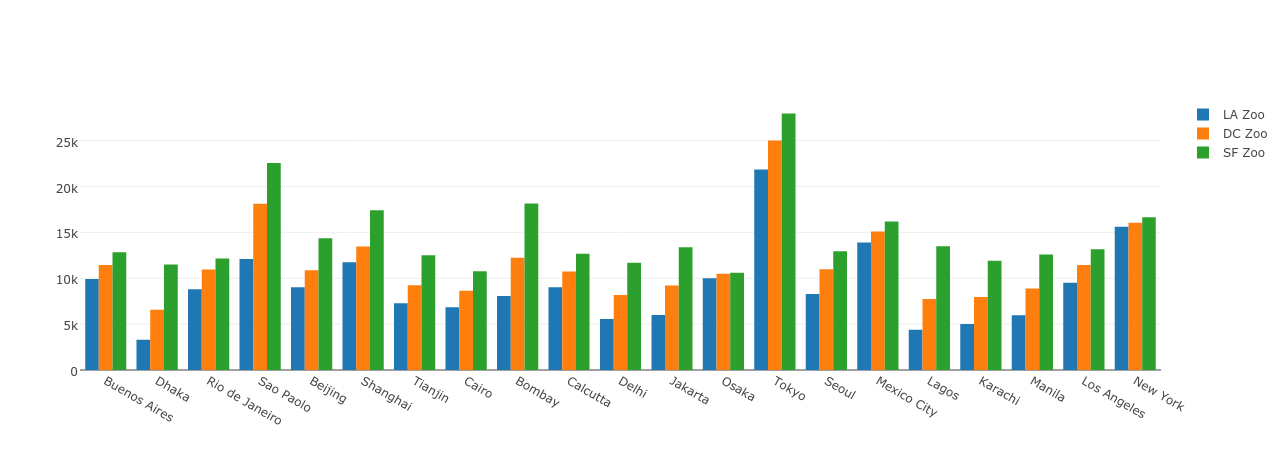 LA Zoo
DC Zoo
SF Zoo
25k
20k
15k
10k
5k
0
Buenos Aires
Dhaka
Rio de Janeiro
Sao Paolo
Beijing
Shanghai
Tianjin
Cairo
Bombay
Calcutta
Delhi
Jakarta
Osaka
Tokyo
Seoul
Mexico City
Lagos
Karachi
Manila
Los Angeles
New York